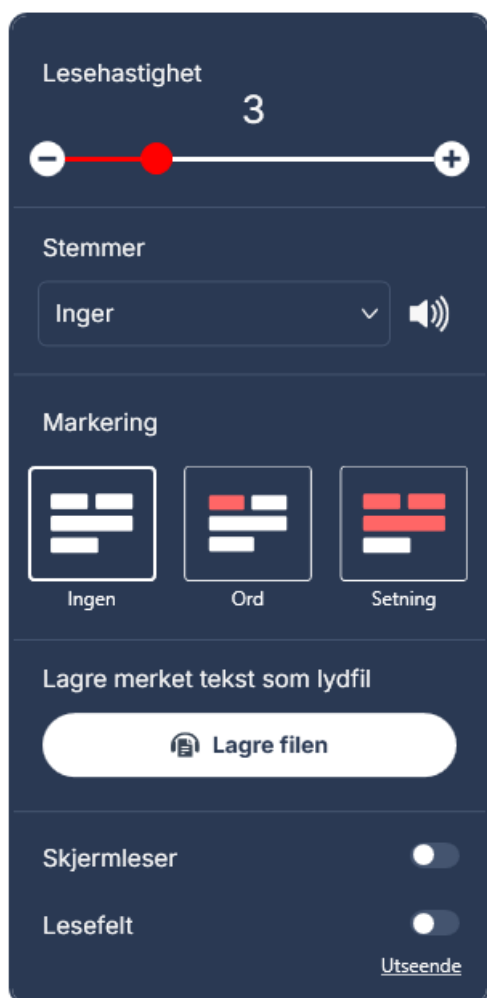 Lesehastighet
3
Stemmer
Inger
Markering
Ingen Ord Setning
Lagre merket tekst som lydfil
Lagre filen
Skjermleser
Lesefelt
Utseende